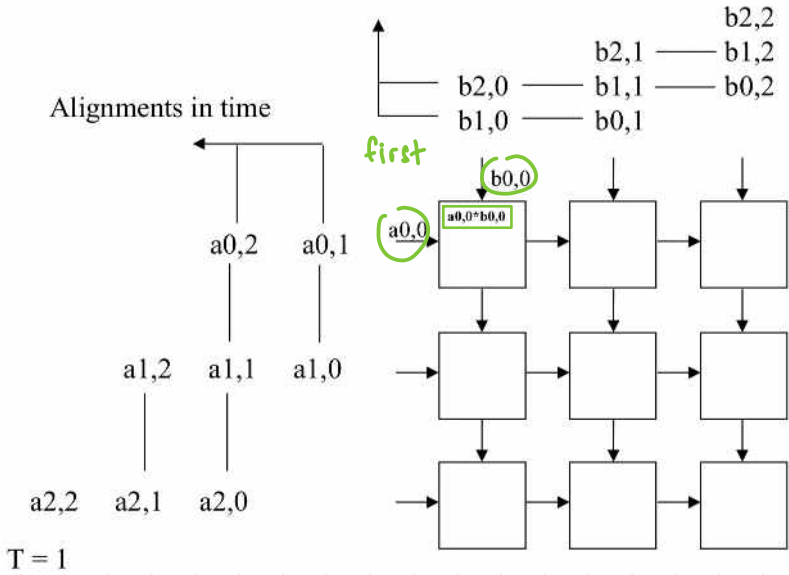 b2,2
b2,1 b1,2
b2,0 b1,1 b0,2
Alignments in time
b1,0 b0,1
first
b0,0
a0,0*b0,0
a0,2 a0,1 a0,0
a1,2 a1,1 a1,0
a2,2 a2,1 a2,0
T = 1